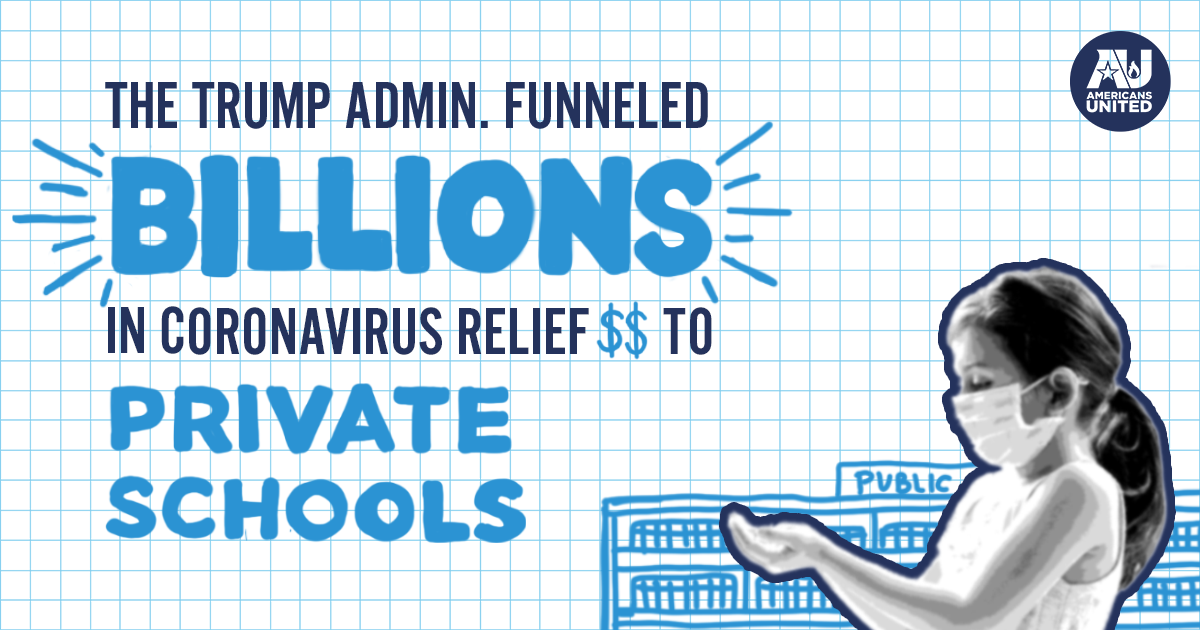 THE TRUMP ADMIN. FUNNELED
BILLIONS
IN CORONAVIRUS RELIEF $$ TO
PRIVATE
SCHOOLS
AU
AMERICANS
UNITED
PUBLIC